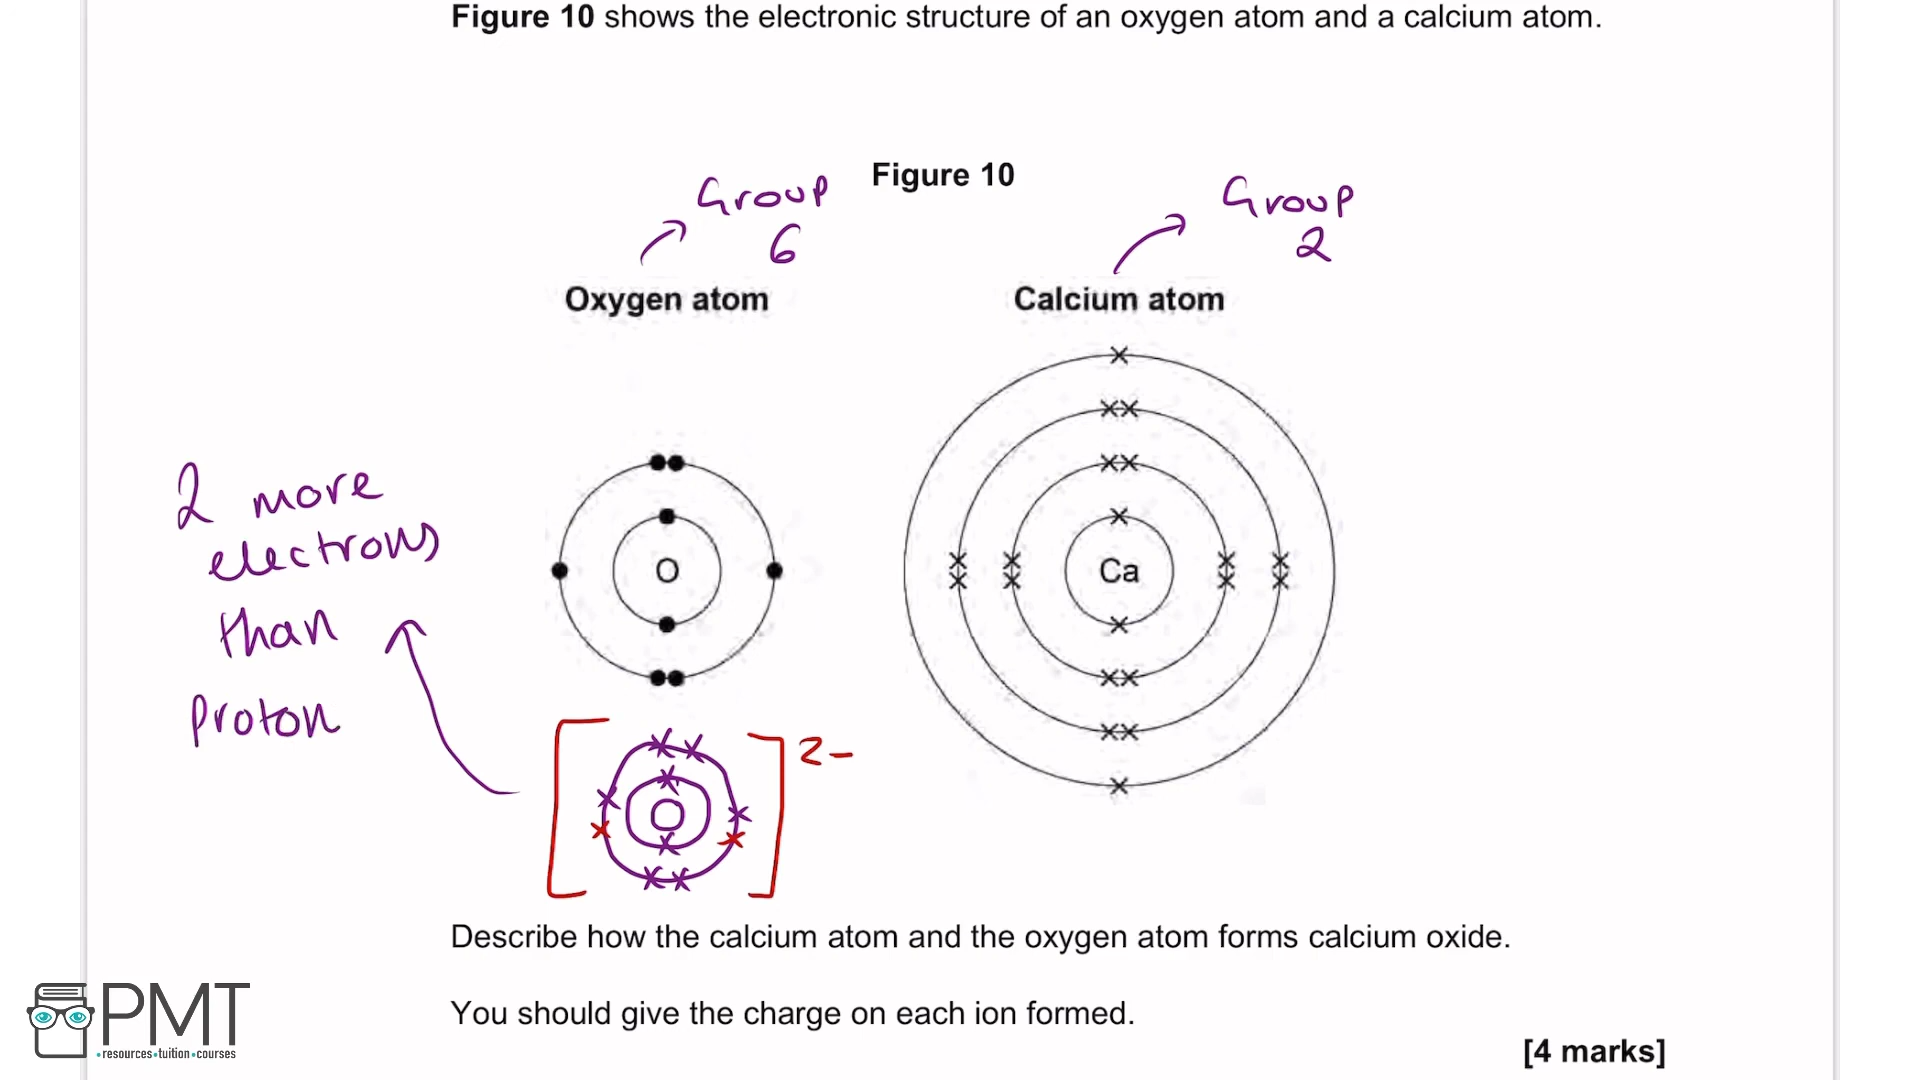 Figure 10 shows the electronic structure of an oxygen atom and a calcium atom.
Figure 10
Group
6
Group
2
Oxygen atom
Calcium atom
2 more
electrons
than
proton
O
Ca
O
2-
Describe how the calcium atom and the oxygen atom forms calcium oxide.
You should give the charge on each ion formed.
[4 marks]
PMT
•resources•tuition•courses